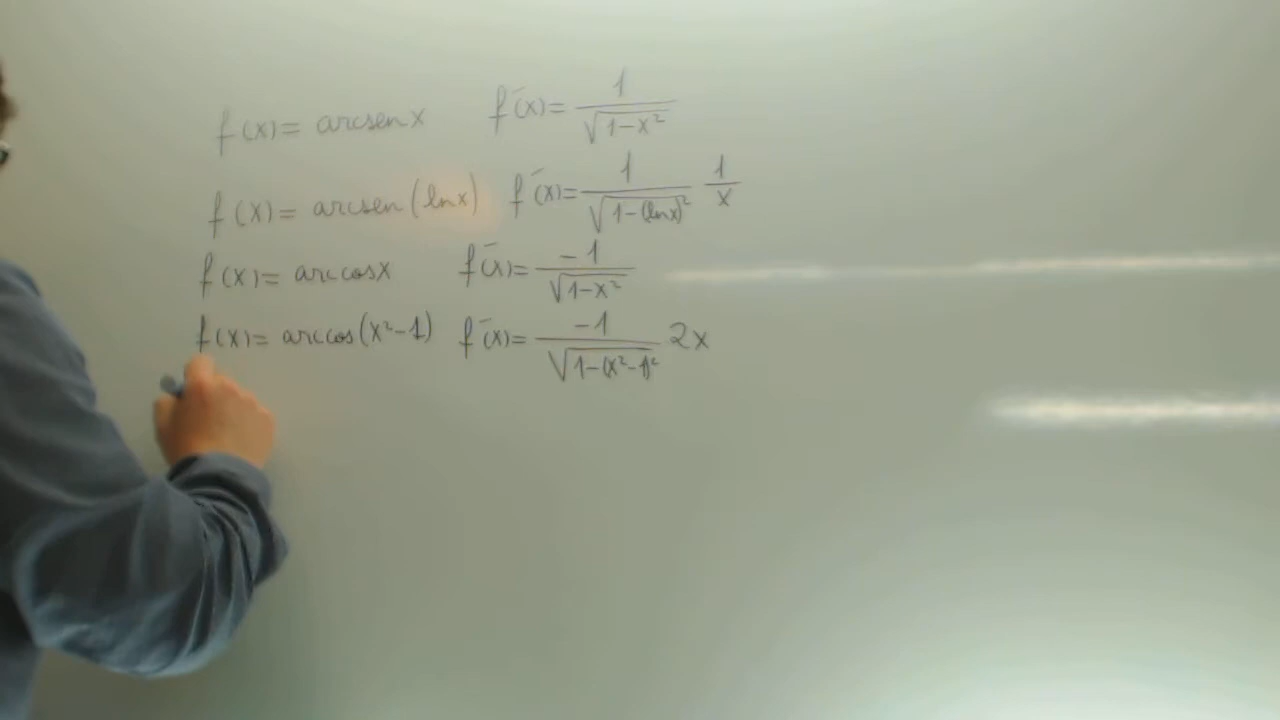 f(x) = arcsen x   f'(x) = 1/√(1-x²)
f(x) = arcsen(ln x)   f'(x) = 1/√(1-(ln x)²) 1/x
f(x) = arccos x   f'(x) = -1/√(1-x²)
f(x) = arccos(x²-1)   f'(x) = -1/√(1-(x²-1)²) 2x